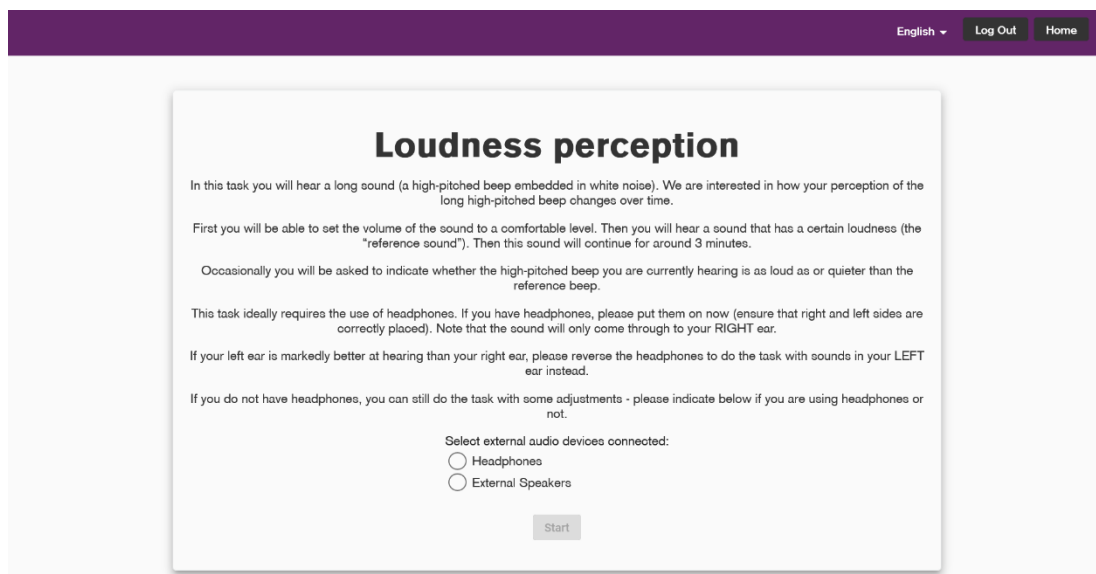 English
Log Out
Home
Loudness perception
In this task you will hear a long sound (a high-pitched beep embedded in white noise). We are interested in how your perception of the
long high-pitched beep changes over time.
First you will be able to set the volume of the sound to a comfortable level. Then you will hear a sound that has a certain loudness (the
“reference sound”). Then this sound will continue for around 3 minutes.
Occasionally you will be asked to indicate whether the high-pitched beep you are currently hearing is as loud as or quieter than the
reference beep.
This task ideally requires the use of headphones. If you have headphones, please put them on now (ensure that right and left sides are
correctly placed). Note that the sound will only come through to your RIGHT ear.
If your left ear is markedly better at hearing than your right ear, please reverse the headphones to do the task with sounds in your LEFT
ear instead.
If you do not have headphones, you can still do the task with some adjustments - please indicate below if you are using headphones or
not.
Select external audio devices connected:
Headphones
External Speakers
Start